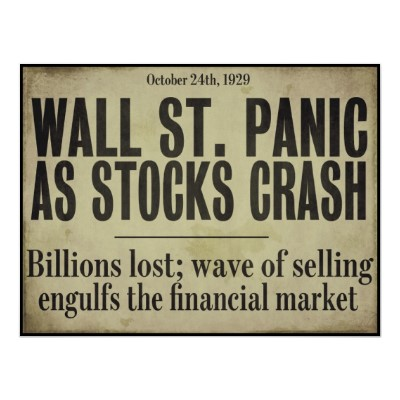 October 24th, 1929
WALL ST. PANIC
AS STOCKS CRASH
Billions lost; wave of selling
engulfs the financial market